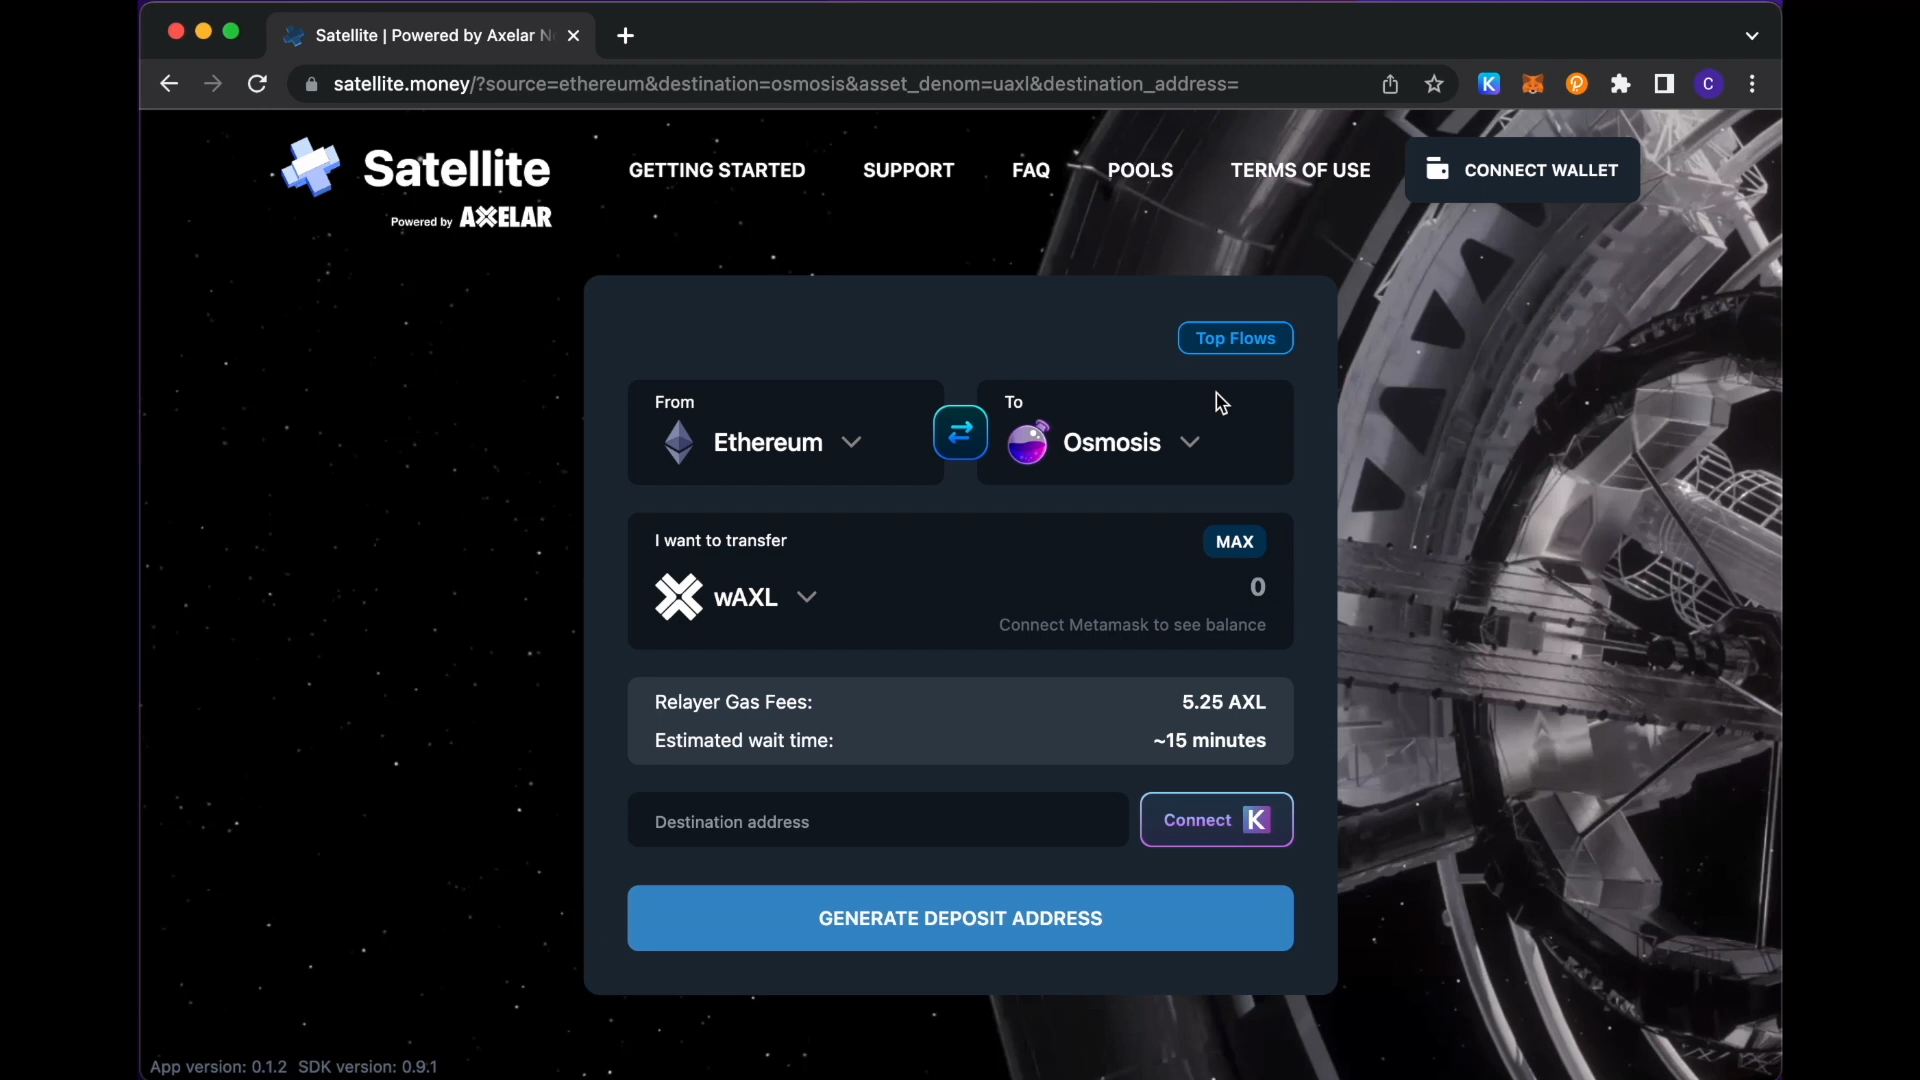 Satellite | Powered by Axelar N
satellite.money/?source=ethereum&destination=osmosis&asset_denom=uaxl&destination_address=
K
C
Satellite
Powered by AXELAR
GETTING STARTED
SUPPORT
FAQ
POOLS
TERMS OF USE
CONNECT WALLET
Top Flows
From
Ethereum
To
Osmosis
I want to transfer
MAX
wAXL
0
Connect Metamask to see balance
Relayer Gas Fees:
5.25 AXL
Estimated wait time:
~15 minutes
Destination address
Connect K
GENERATE DEPOSIT ADDRESS
App version: 0.1.2 SDK version: 0.9.1